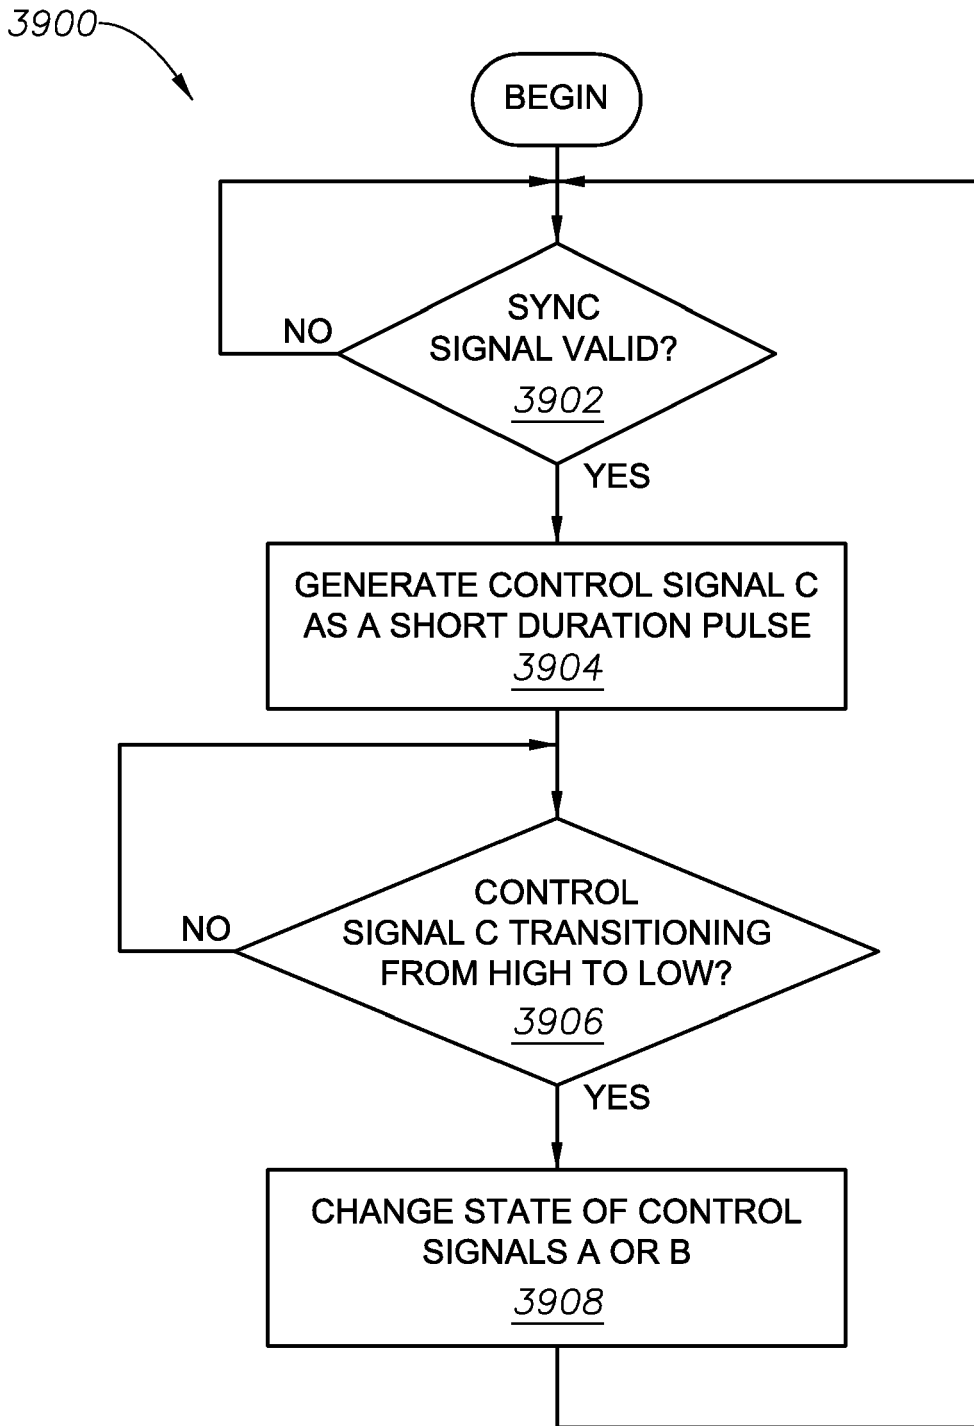 3900
BEGIN
SYNC
SIGNAL VALID?
3902
NO
YES
GENERATE CONTROL SIGNAL C
AS A SHORT DURATION PULSE
3904
CONTROL
SIGNAL C TRANSITIONING
FROM HIGH TO LOW?
3906
NO
YES
CHANGE STATE OF CONTROL
SIGNALS A OR B
3908